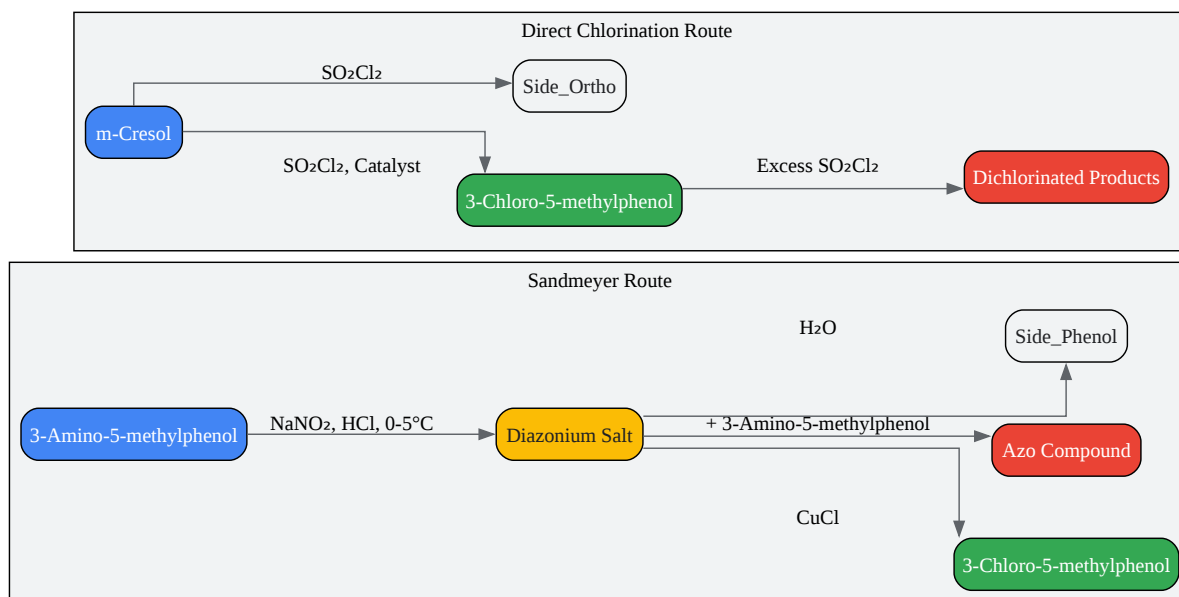 Direct Chlorination Route
SO₂Cl₂
Side_Ortho
m-Cresol
SO₂Cl₂, Catalyst
3-Chloro-5-methylphenol
Excess SO₂Cl₂
Dichlorinated Products
Sandmeyer Route
H₂O
Side_Phenol
3-Amino-5-methylphenol
NaNO₂, HCl, 0-5°C
Diazonium Salt
+ 3-Amino-5-methylphenol
Azo Compound
CuCl
3-Chloro-5-methylphenol